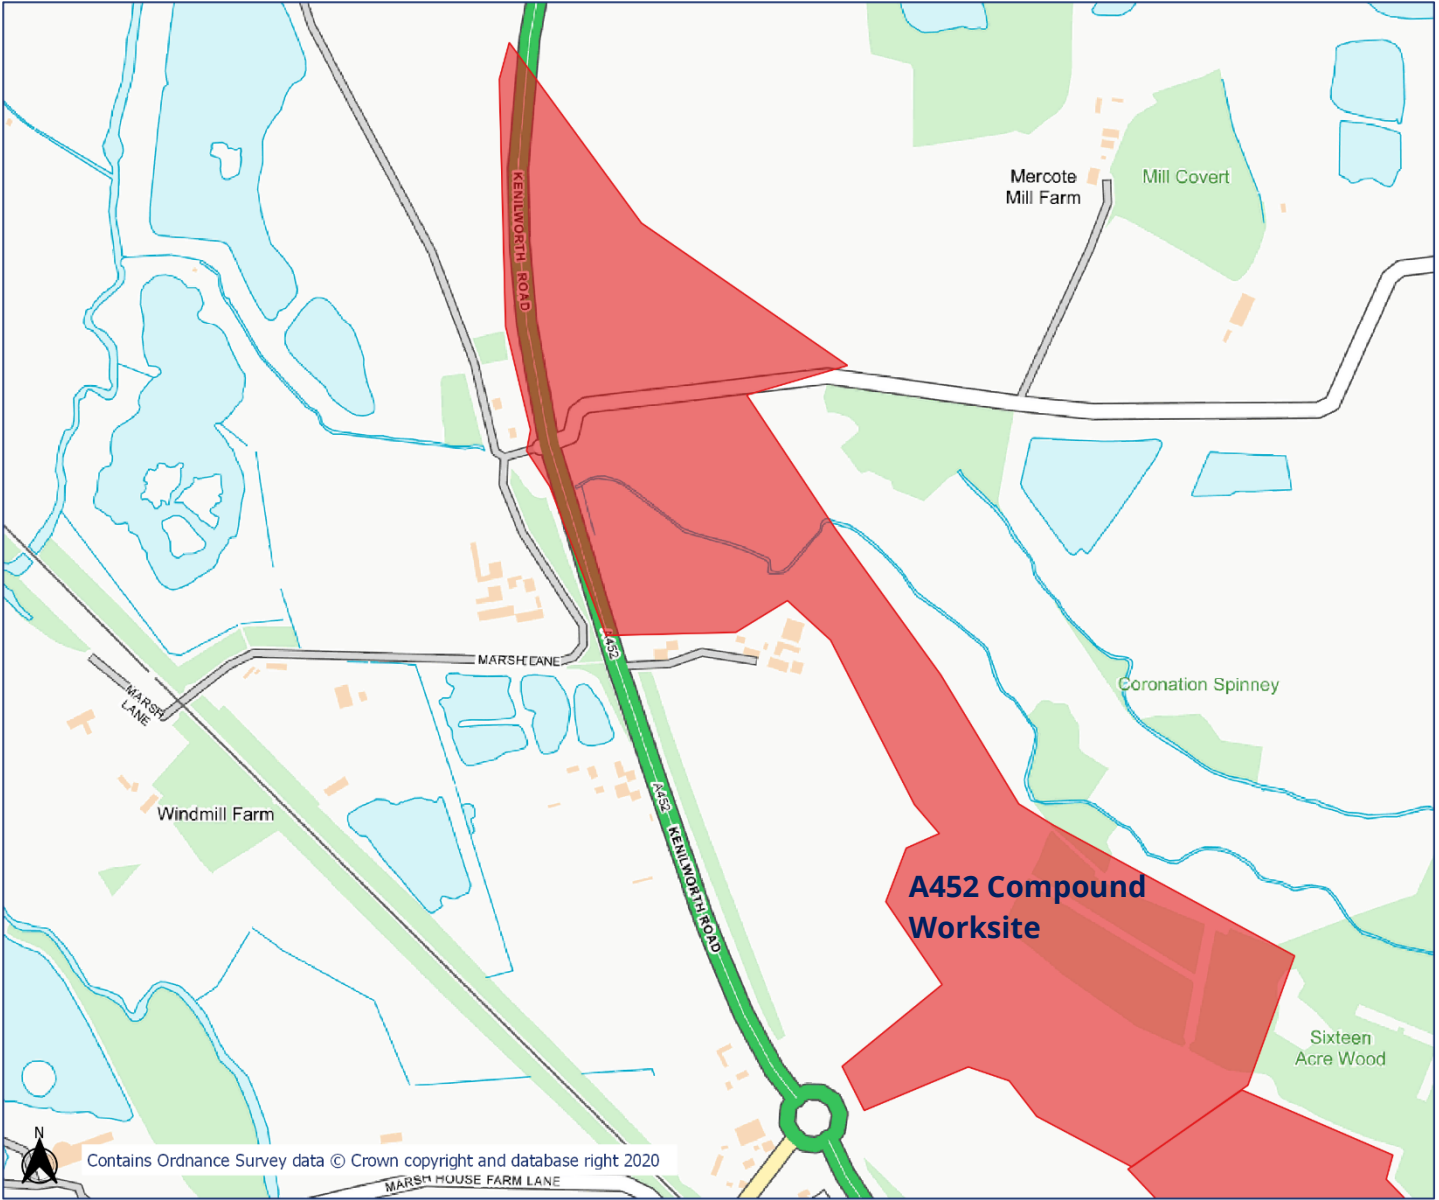 KENILWORTH ROAD
Mercote
Mill Farm
Mill Covert
A452
MARSH LANE
MARSH
LANE
Coronation Spinney
Windmill Farm
A452 KENILWORTH ROAD
A452 Compound
Worksite
Sixteen
Acre Wood
N
Contains Ordnance Survey data © Crown copyright and database right 2020
MARSH HOUSE FARM LANE